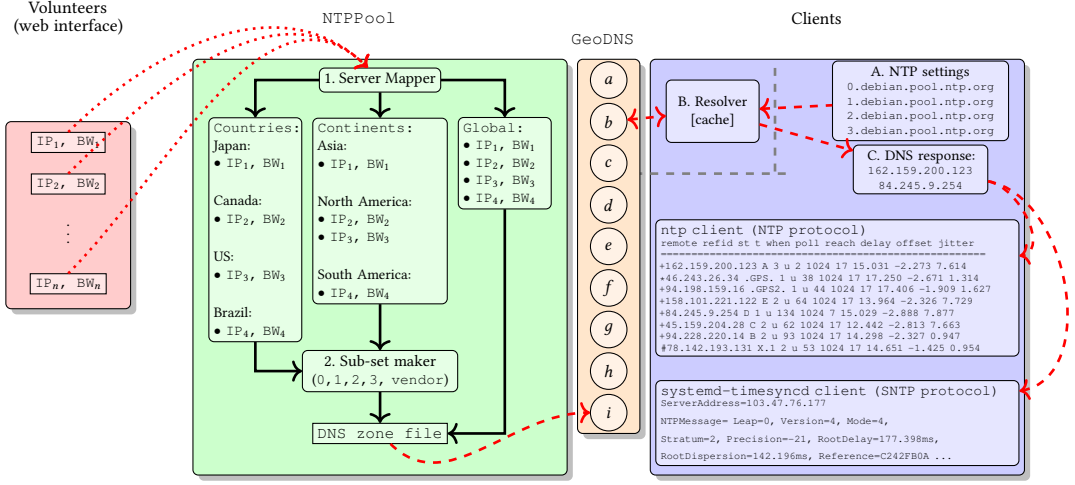 Volunteers
(web interface)
IP1, BW1
IP2, BW2
⋮
IPn, BWn
NTPPool
1. Server Mapper
Countries:
Japan:
• IP1, BW1
Canada:
• IP2, BW2
US:
• IP3, BW3
Brazil:
• IP4, BW4
Continents:
Asia:
• IP1, BW1
North America:
• IP2, BW2
• IP3, BW3
South America:
• IP4, BW4
Global:
• IP1, BW1
• IP2, BW2
• IP3, BW3
• IP4, BW4
2. Sub-set maker
(0,1,2,3, vendor)
DNS zone file
GeoDNS
a
b
c
d
e
f
g
h
i
Clients
B. Resolver
[cache]
A. NTP settings
0.debian.pool.ntp.org
1.debian.pool.ntp.org
2.debian.pool.ntp.org
3.debian.pool.ntp.org
C. DNS response:
162.159.200.123
84.245.9.254
ntp client (NTP protocol)
remote refid st t when poll reach delay offset jitter
=====================================================
+162.159.200.123 A 3 u 2 1024 17 15.031 -2.273 7.614
+46.243.26.34 .GPS. 1 u 38 1024 17 17.250 -2.671 1.314
+94.198.159.16 .GPS2. 1 u 44 1024 17 17.406 -1.909 1.627
+158.101.221.122 E 2 u 64 1024 17 13.964 -2.326 7.729
+84.245.9.254 D 1 u 134 1024 7 15.029 -2.888 7.877
+45.159.204.28 C 2 u 62 1024 17 12.442 -2.813 7.663
+94.228.220.14 B 2 u 93 1024 17 14.298 -2.327 0.947
#78.142.193.131 X.1 2 u 53 1024 17 14.651 -1.425 0.954
systemd-timesyncd client (SNTP protocol)
ServerAddress=103.47.76.177
NTPMessage= Leap=0, Version=4, Mode=4,
Stratum=2, Precision=-21, RootDelay=177.398ms,
RootDispersion=142.196ms, Reference=C242FB0A ...